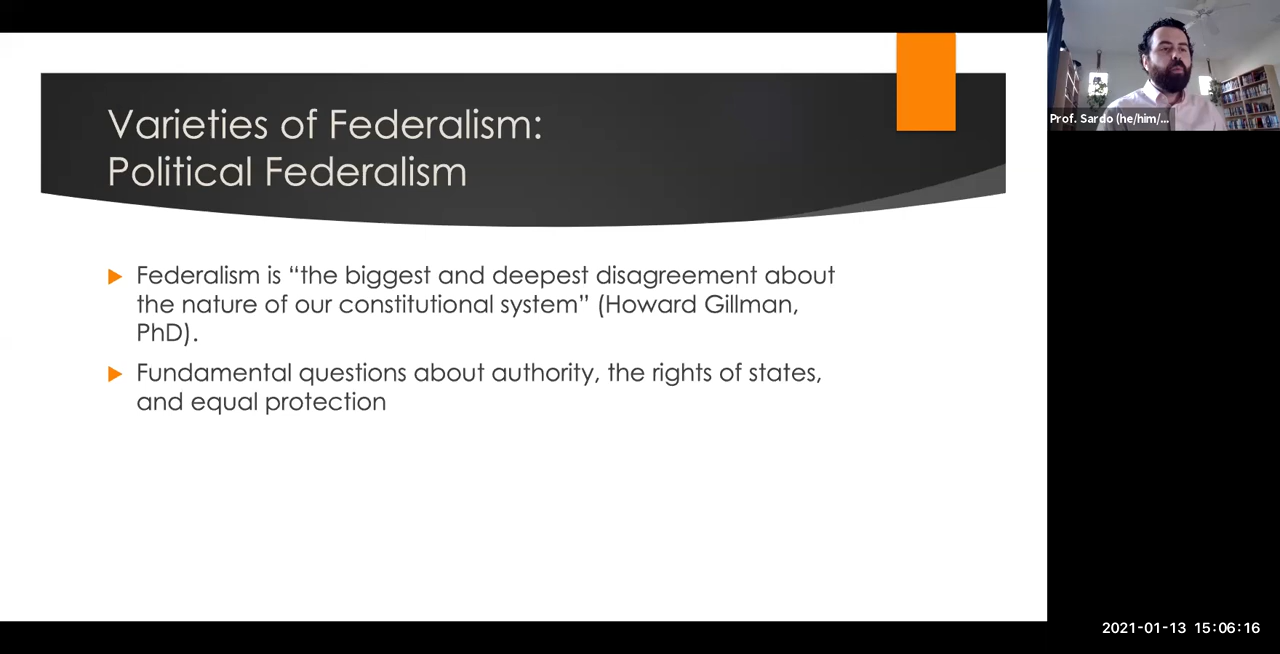 Varieties of Federalism:
Political Federalism
Federalism is “the biggest and deepest disagreement about
the nature of our constitutional system” (Howard Gillman,
PhD).
Fundamental questions about authority, the rights of states,
and equal protection
Prof. Sardo (he/him/...
2021-01-13 15:06:16